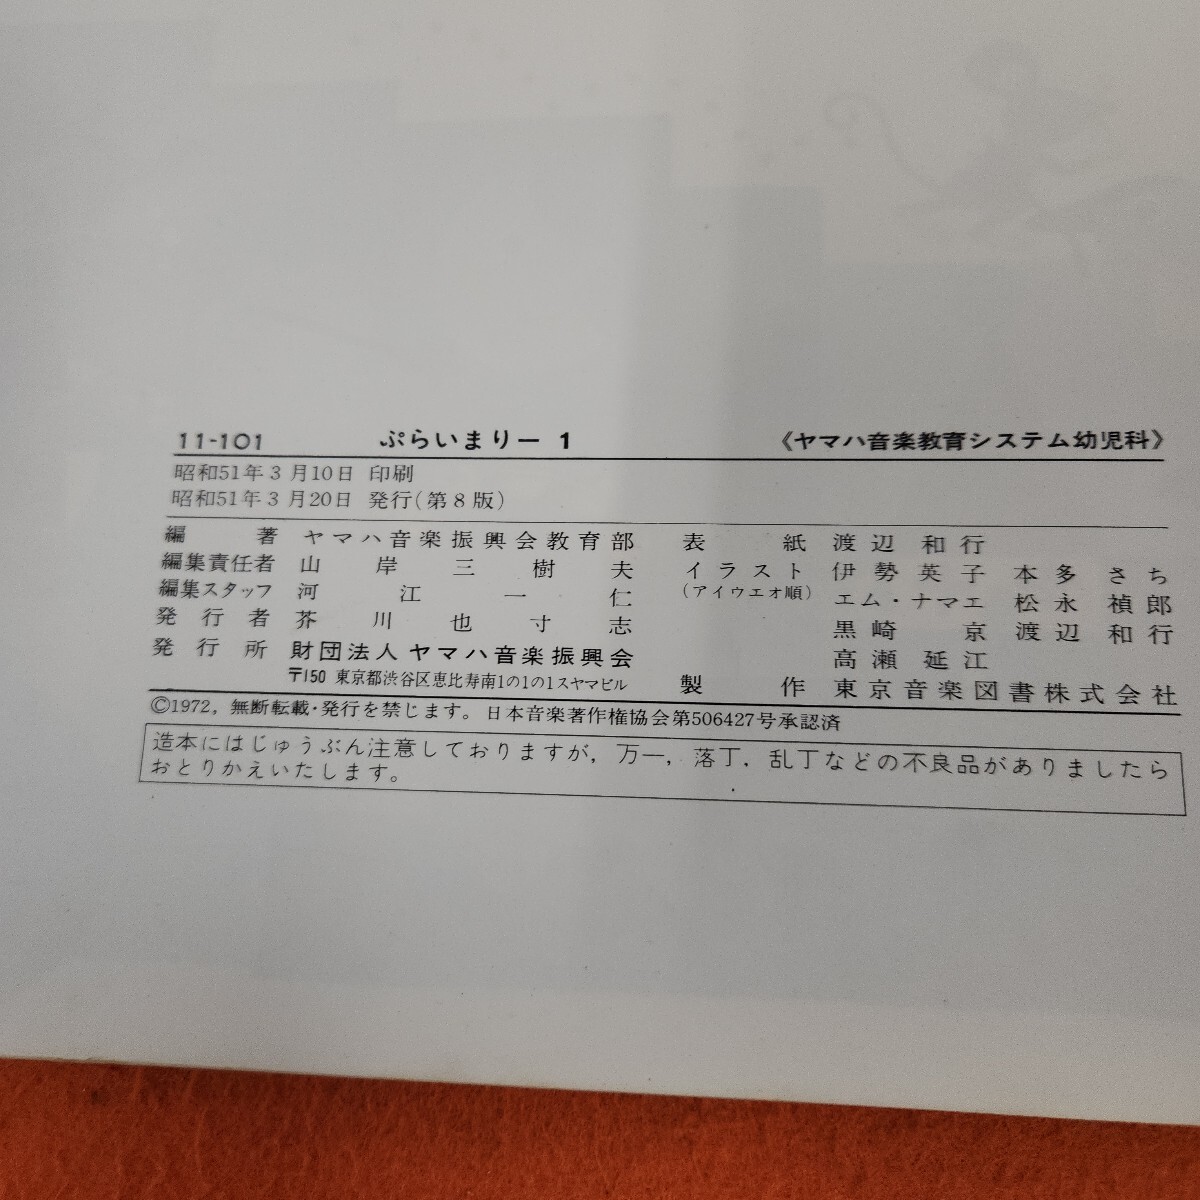 11-101 ぷらいまりー 1 《ヤマハ音楽教育システム幼児科》
昭和51年3月10日 印刷
昭和51年3月20日 発行(第8版)
編著 ヤマハ音楽振興会教育部
編集責任者 山岸三樹夫
編集スタッフ 河江一仁
発行者 芥川也寸志
発行所 財団法人ヤマハ音楽振興会
〒150 東京都渋谷区恵比寿南1の1の1スヤマビル
表紙 渡辺和行
イラスト 伊勢英子 本多さち
(アイウエオ順) エム・ナマエ 松永禎郎
黒崎京 渡辺和行
高瀬延江
製作 東京音楽図書株式会社
©1972, 無断転載・発行を禁じます。日本音楽著作権協会第506427号承認済
造本にはじゅうぶん注意しておりますが, 万一, 落丁, 乱丁などの不良品がありましたら
おとりかえいたします。